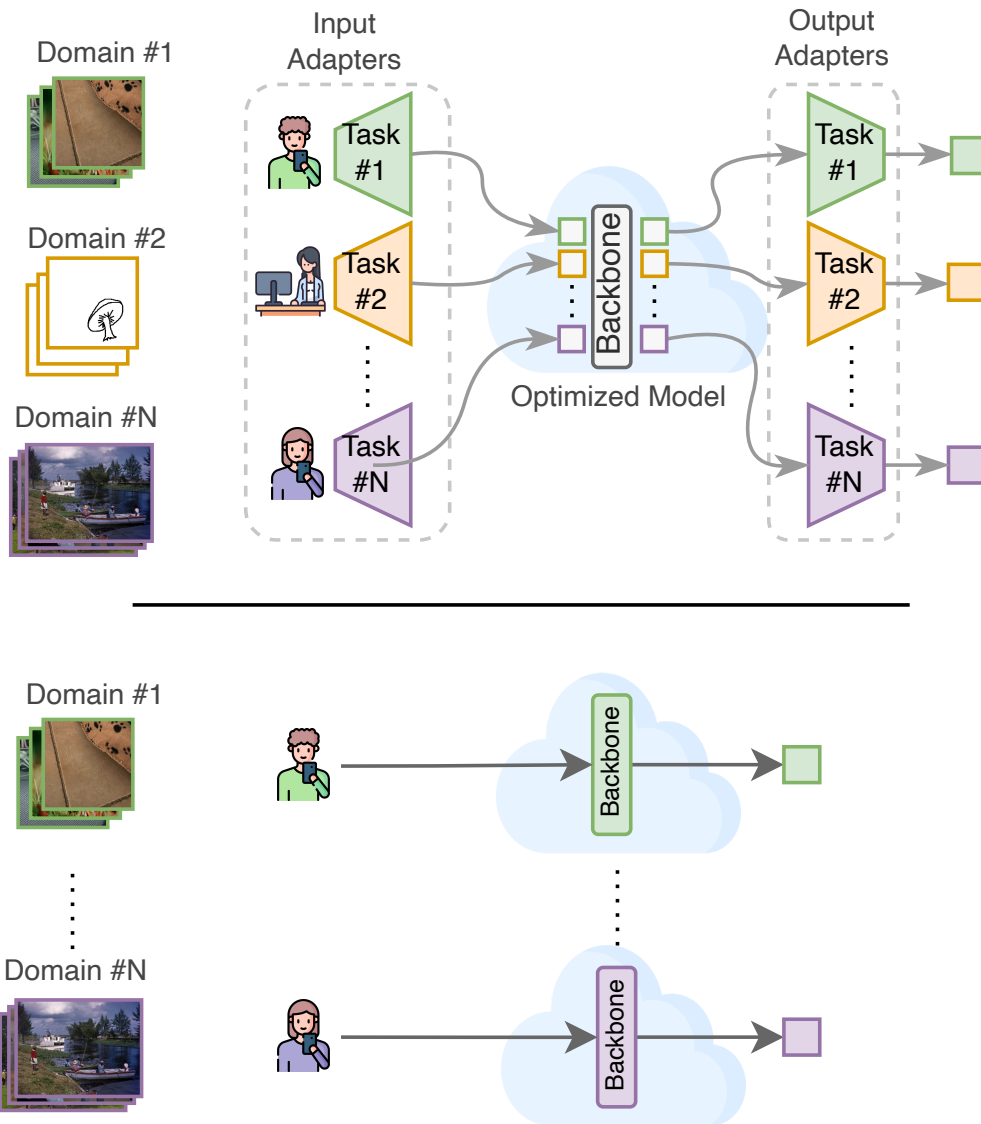 Input
Adapters
Output
Adapters
Domain #1
Task
#1
Task
#1
Domain #2
Task
#2
Backbone
Task
#2
Optimized Model
Domain #N
Task
#N
Task
#N
Domain #1
Backbone
Domain #N
Backbone